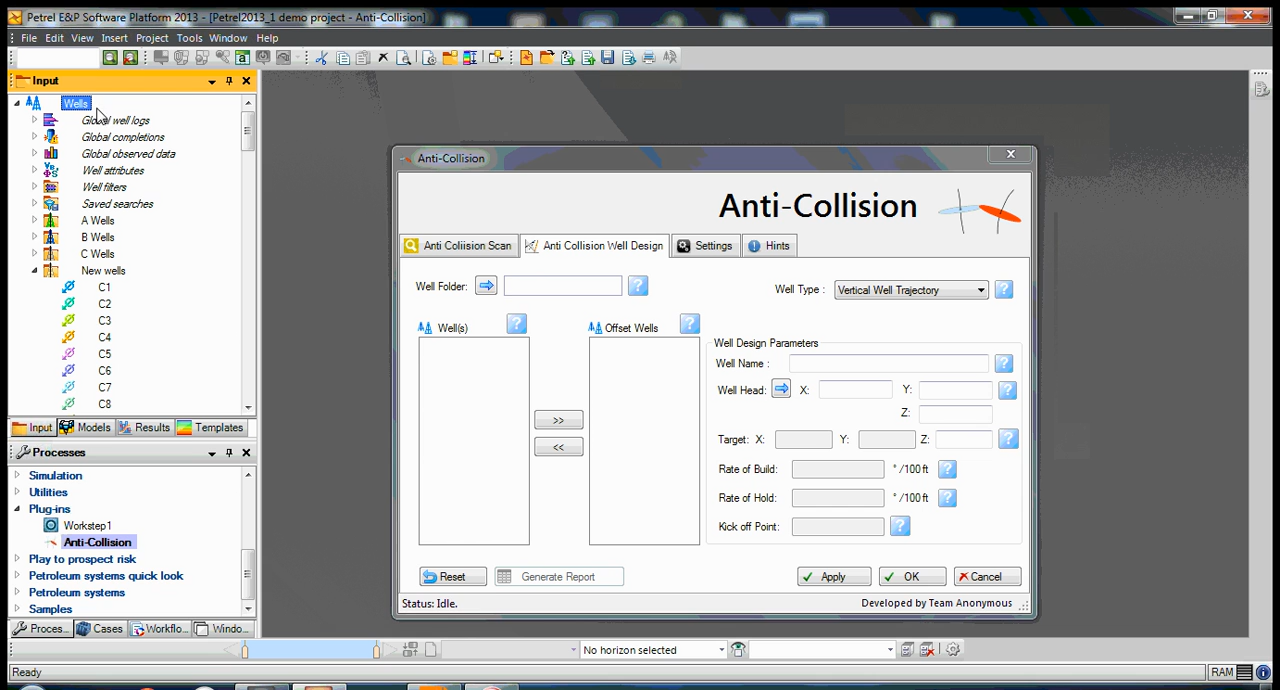 Petrel E&P Software Platform 2013 - [Petrel2013_1 demo project - Anti-Collision]
File Edit View Insert Project Tools Window Help
Input
Wells
Global well logs
Global completions
Global observed data
Well attributes
Well filters
Saved searches
A Wells
B Wells
C Wells
New wells
C1
C2
C3
C4
C5
C6
C7
C8
Input Models Results Templates
Processes
Simulation
Utilities
Plug-ins
Workstep1
Anti-Collision
Play to prospect risk
Petroleum systems quick look
Petroleum systems
Samples
Proces... Cases Workflo... Windo...
Anti-Collision
Anti-Collision
Anti Coliision Scan Anti Collision Well Design Settings Hints
Well Folder: ? Well Type : Vertical Well Trajectory ?
Well(s) ? Offset Wells ?
Well Design Parameters
Well Name : ?
Well Head: X: Y: ?
Z:
Target: X: Y: Z: ?
>>
<<
Rate of Build: ° /100 ft ?
Rate of Hold: ° /100 ft ?
Kick off Point: ?
Reset Generate Report Apply OK Cancel
Status: Idle. Developed by Team Anonymous
No horizon selected
Ready RAM